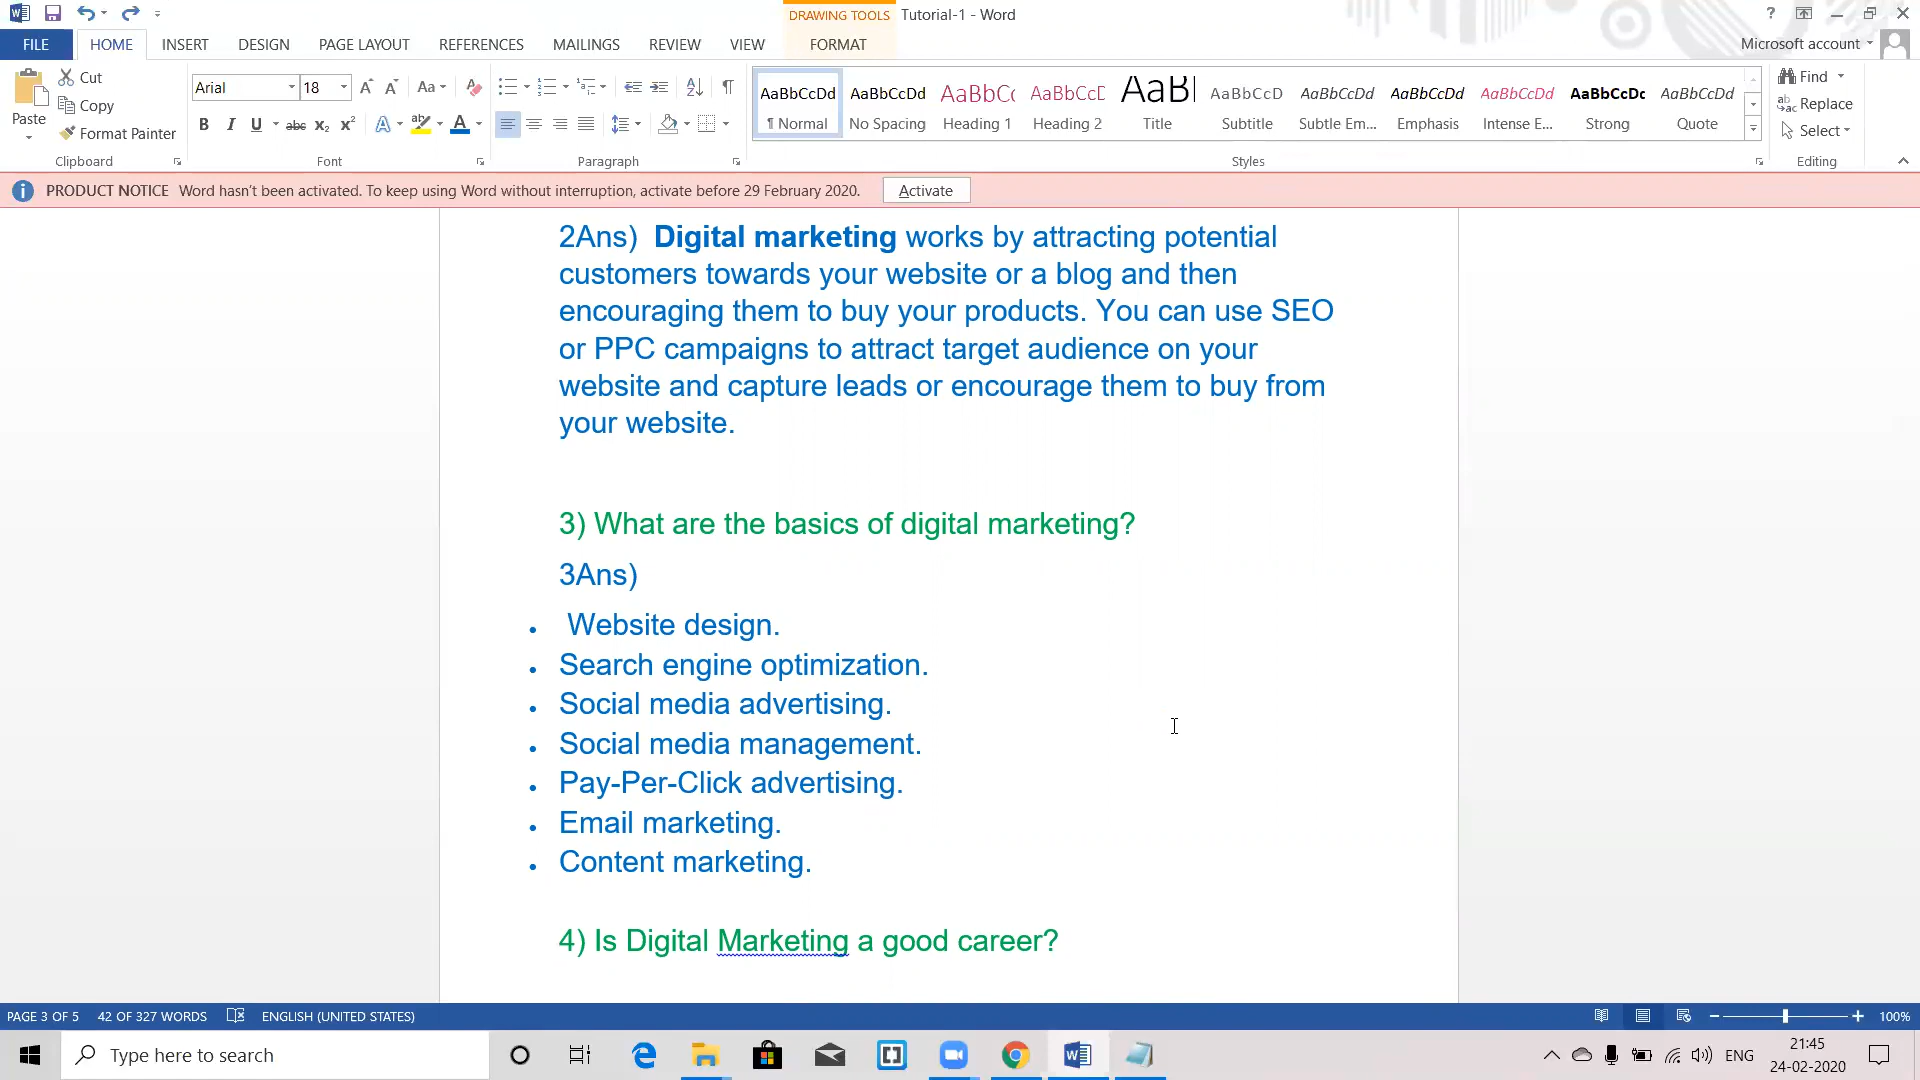 DRAWING TOOLS Tutorial-1 - Word ?
FILE HOME INSERT DESIGN PAGE LAYOUT REFERENCES MAILINGS REVIEW VIEW FORMAT Microsoft account
Paste Cut
Copy
Format Painter
Clipboard
Arial 18
Font
Paragraph
AaBbCcDd AaBbCcDd AaBbCc AaBbCcD AaBl AaBbCcD AaBbCcDd AaBbCcDd AaBbCcDd AaBbCcDc AaBbCcDd
¶ Normal No Spacing Heading 1 Heading 2 Title Subtitle Subtle Em... Emphasis Intense E... Strong Quote
Styles
Find
Replace
Select
Editing
PRODUCT NOTICE Word hasn't been activated. To keep using Word without interruption, activate before 29 February 2020. Activate
2Ans) Digital marketing works by attracting potential
customers towards your website or a blog and then
encouraging them to buy your products. You can use SEO
or PPC campaigns to attract target audience on your
website and capture leads or encourage them to buy from
your website.
3) What are the basics of digital marketing?
3Ans)
• Website design.
• Search engine optimization.
• Social media advertising.
• Social media management.
• Pay-Per-Click advertising.
• Email marketing.
• Content marketing.
4) Is Digital Marketing a good career?
PAGE 3 OF 5 42 OF 327 WORDS ENGLISH (UNITED STATES) 100%
Type here to search
ENG
21:45
24-02-2020